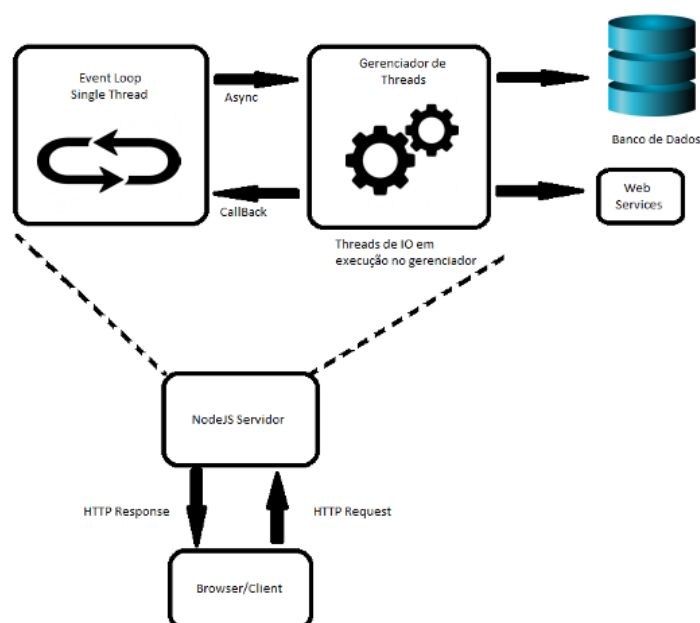 Event Loop
Single Thread
Async
CallBack
Gerenciador de
Threads
Threads de IO em
execução no gerenciador
Banco de Dados
Web
Services
NodeJS Servidor
HTTP Response
HTTP Request
Browser/Client